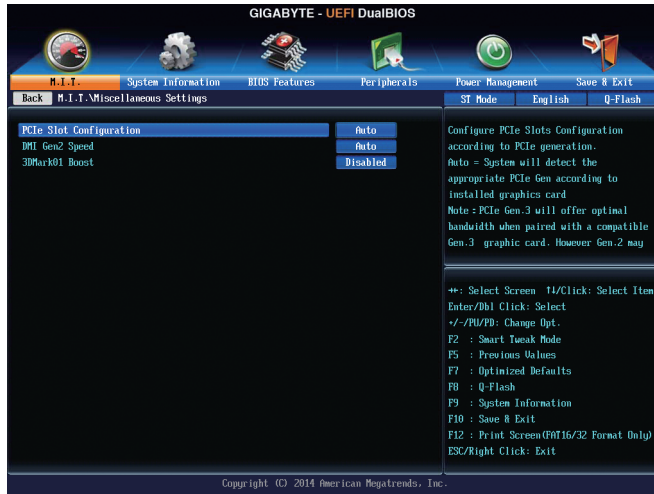 GIGABYTE - UEFI DualBIOS
M.I.T. System Information BIOS Features Peripherals Power Management Save & Exit
Back M.I.T.\Miscellaneous Settings ST Mode English Q-Flash
PCIe Slot Configuration Auto
DMI Gen2 Speed Auto
3DMark01 Boost Disabled
Configure PCIe Slots Configuration
according to PCIe generation.
Auto = System will detect the
appropriate PCIe Gen according to
installed graphics card
Note : PCIe Gen.3 will offer optimal
bandwidth when paired with a compatible
Gen.3 graphic card. However Gen.2 may
→←: Select Screen ↑↓/Click: Select Item
Enter/Dbl Click: Select
+/-/PU/PD: Change Opt.
F2 : Smart Tweak Mode
F5 : Previous Values
F7 : Optimized Defaults
F8 : Q-Flash
F9 : System Information
F10 : Save & Exit
F12 : Print Screen(FAT16/32 Format Only)
ESC/Right Click: Exit
Copyright (C) 2014 American Megatrends, Inc.